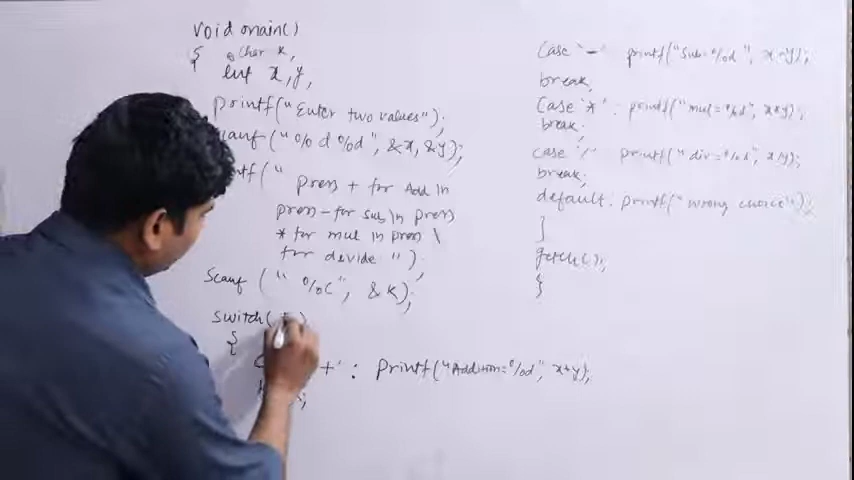 void main()
{ char k,
int x,y,
printf("Enter two values");
scanf("%d %d", &x, &y);
printf(" press + for Add \n
press - for sub \n press
* for mul \n press \
for divide ");
scanf (" %c", &k);
switch(
{
'+' : printf("Addition=%d", x+y);
case '-' printf("sub=%d", x-y);
break;
Case '*' : printf("mul=%d", x*y);
break;
case '/' printf("div=%d", x/y);
break;
default: printf("wrong choice");
}
getch();
}